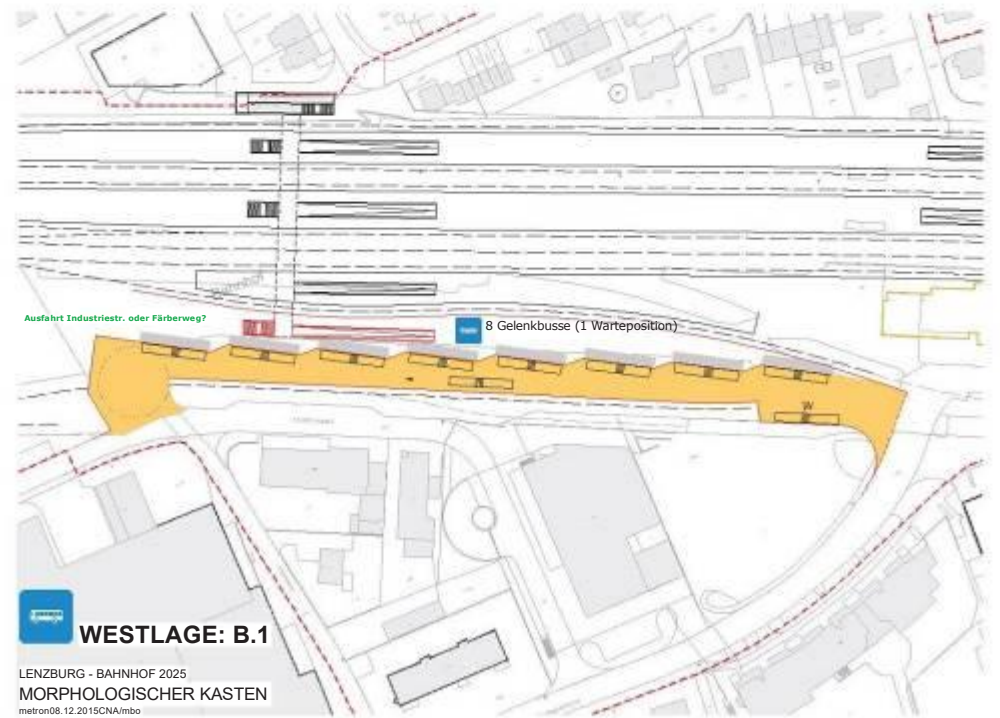 Bahnhof
Ausfahrt Industriestr. oder Färberweg?
8 Gelenkbusse (1 Warteposition)
W
WESTLAGE: B.1
LENZBURG - BAHNHOF 2025
MORPHOLOGISCHER KASTEN
metron08.12.2015CNA/mbo